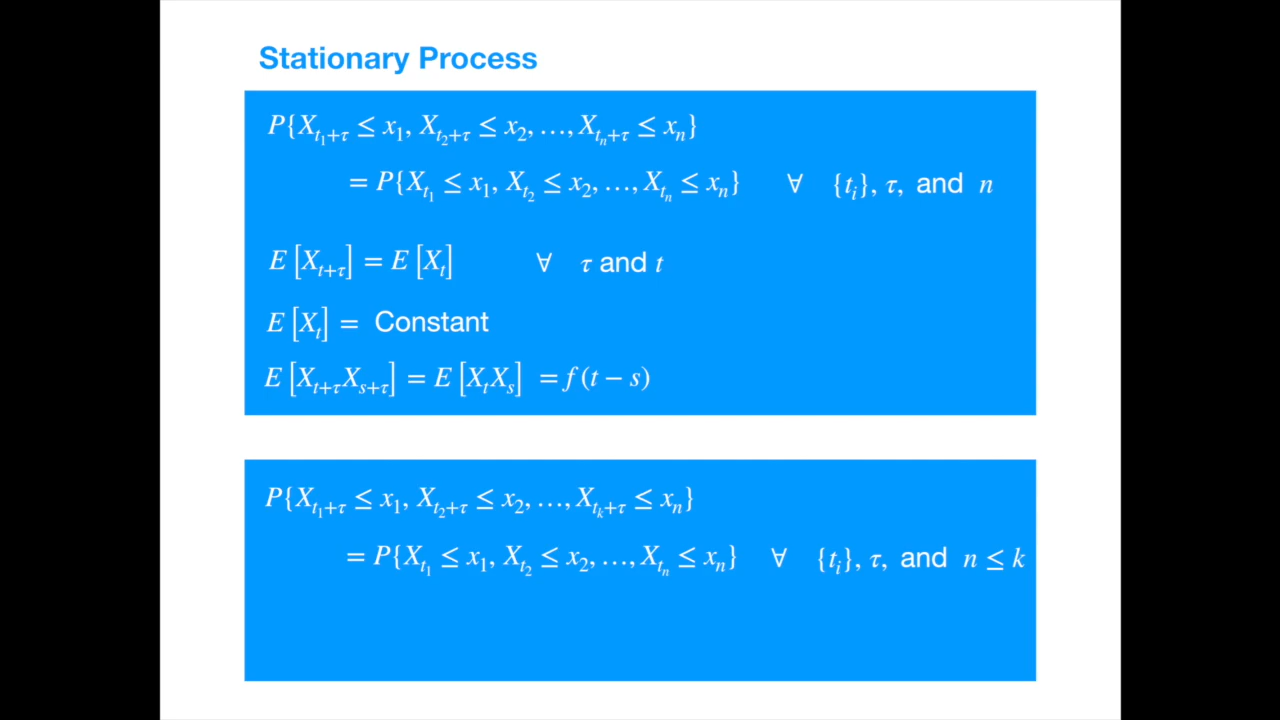 Stationary Process
P{X_{t_1+τ} ≤ x_1, X_{t_2+τ} ≤ x_2, …, X_{t_n+τ} ≤ x_n}
= P{X_{t_1} ≤ x_1, X_{t_2} ≤ x_2, …, X_{t_n} ≤ x_n} ∀ {t_i}, τ, and n
E[X_{t+τ}] = E[X_t] ∀ τ and t
E[X_t] = Constant
E[X_{t+τ}X_{s+τ}] = E[X_tX_s] = f(t − s)
P{X_{t_1+τ} ≤ x_1, X_{t_2+τ} ≤ x_2, …, X_{t_k+τ} ≤ x_n}
= P{X_{t_1} ≤ x_1, X_{t_2} ≤ x_2, …, X_{t_n} ≤ x_n} ∀ {t_i}, τ, and n ≤ k